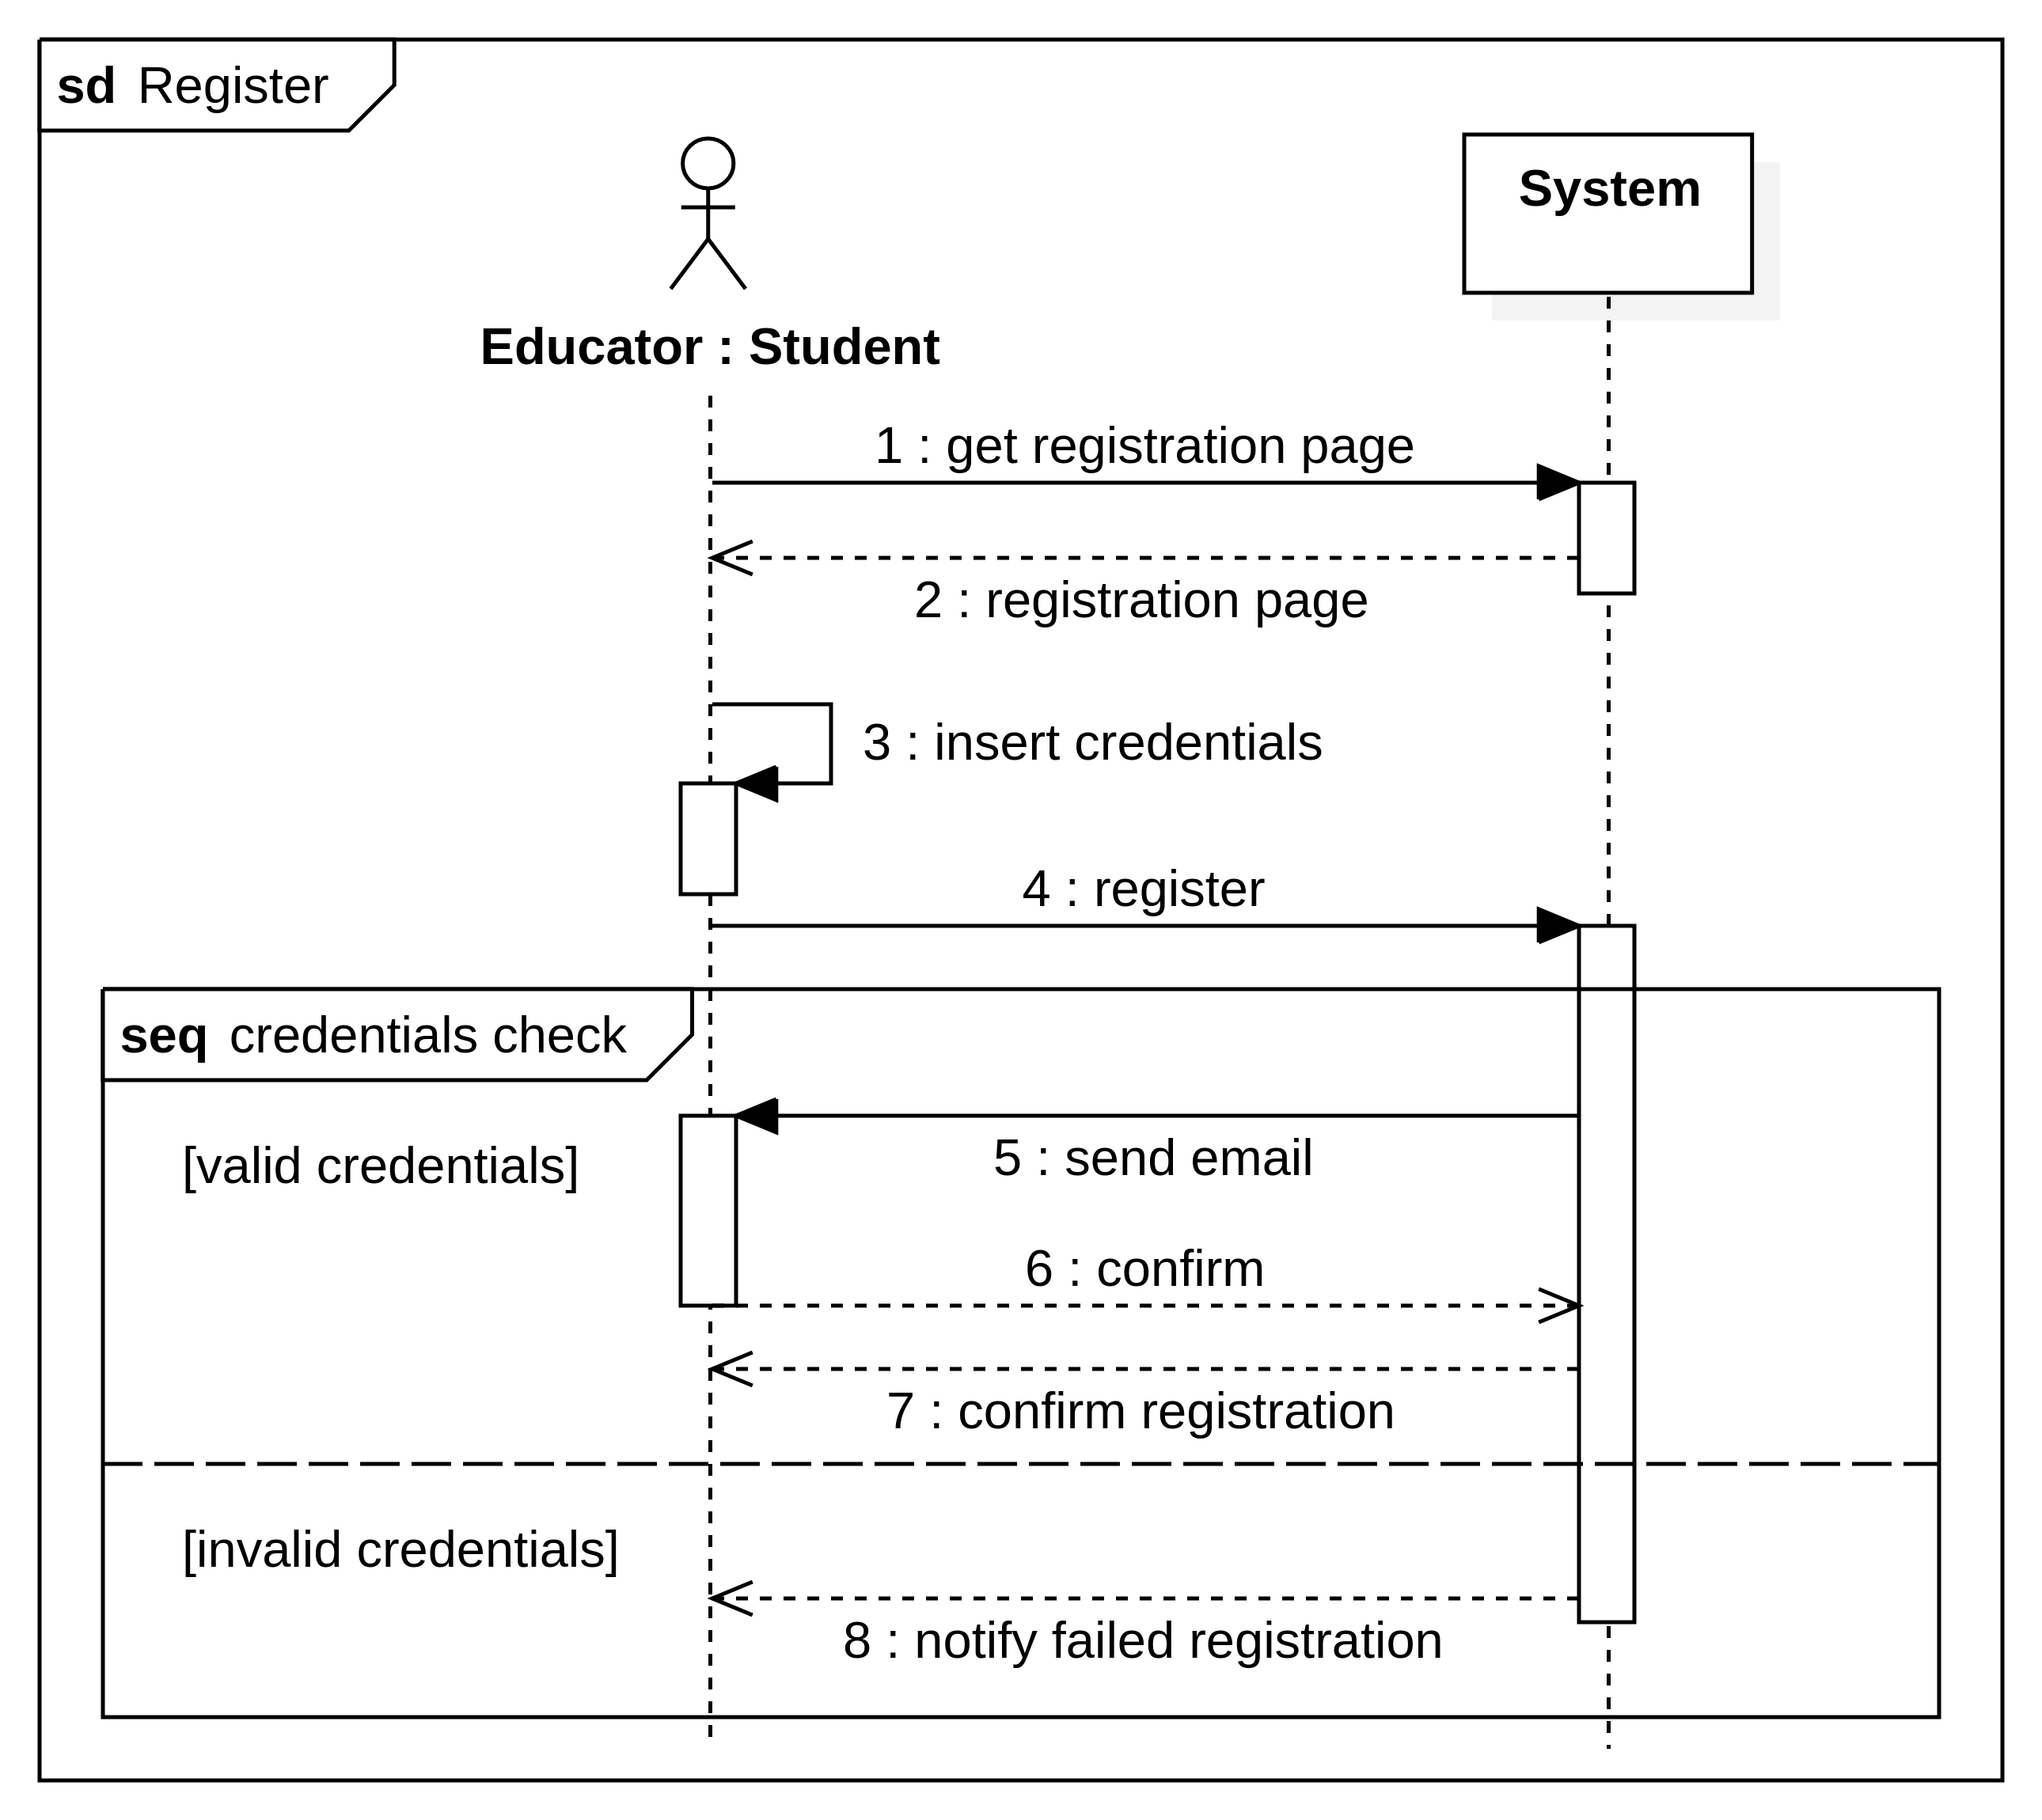 sd Register
System
Educator : Student
1 : get registration page
2 : registration page
3 : insert credentials
4 : register
seq credentials check
[valid credentials]
5 : send email
6 : confirm
7 : confirm registration
[invalid credentials]
8 : notify failed registration